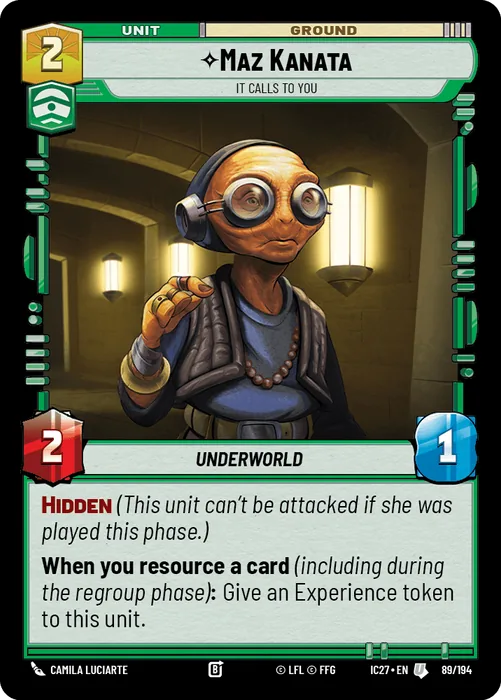 UNIT
GROUND
2
✧MAZ KANATA
IT CALLS TO YOU
2
UNDERWORLD
1
HIDDEN (This unit can't be attacked if she was
played this phase.)
When you resource a card (including during
the regroup phase): Give an Experience token
to this unit.
CAMILA LUCIARTE
B
© LFL © FFG
IC27•EN
89/194